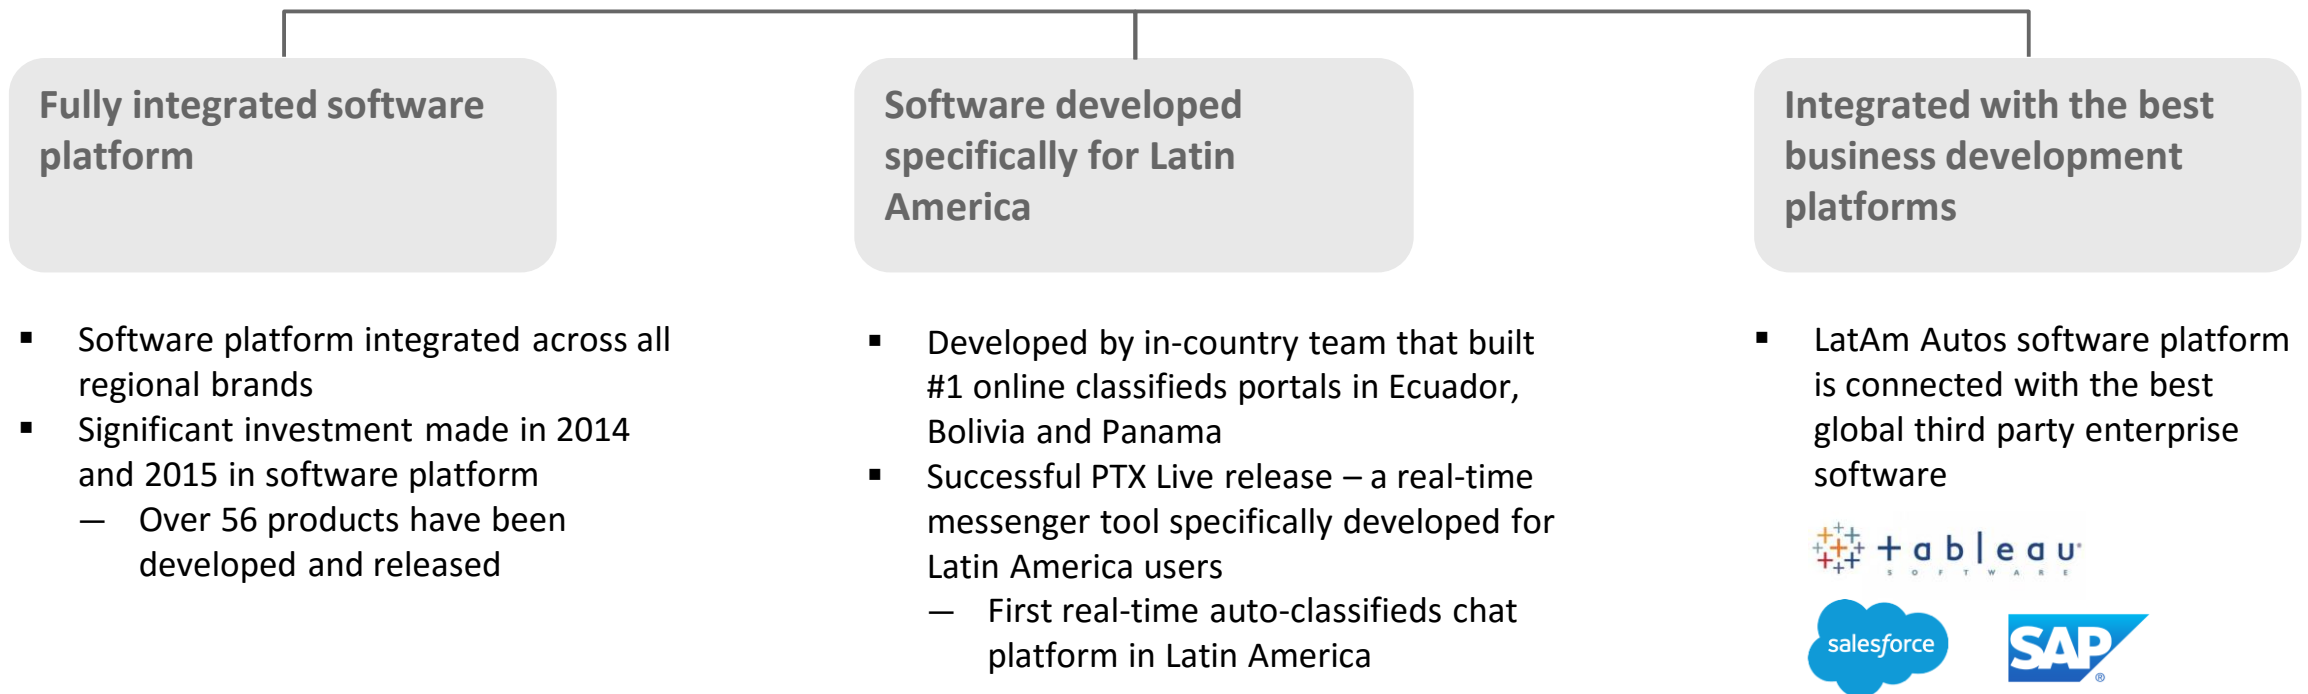 Fully integrated software
platform
▪ Software platform integrated across all
regional brands
▪ Significant investment made in 2014
and 2015 in software platform
— Over 56 products have been
developed and released
Software developed
specifically for Latin
America
▪ Developed by in-country team that built
#1 online classifieds portals in Ecuador,
Bolivia and Panama
▪ Successful PTX Live release – a real-time
messenger tool specifically developed for
Latin America users
— First real-time auto-classifieds chat
platform in Latin America
Integrated with the best
business development
platforms
▪ LatAm Autos software platform
is connected with the best
global third party enterprise
software
+ableau®
SOFTWARE
salesforce
SAP®